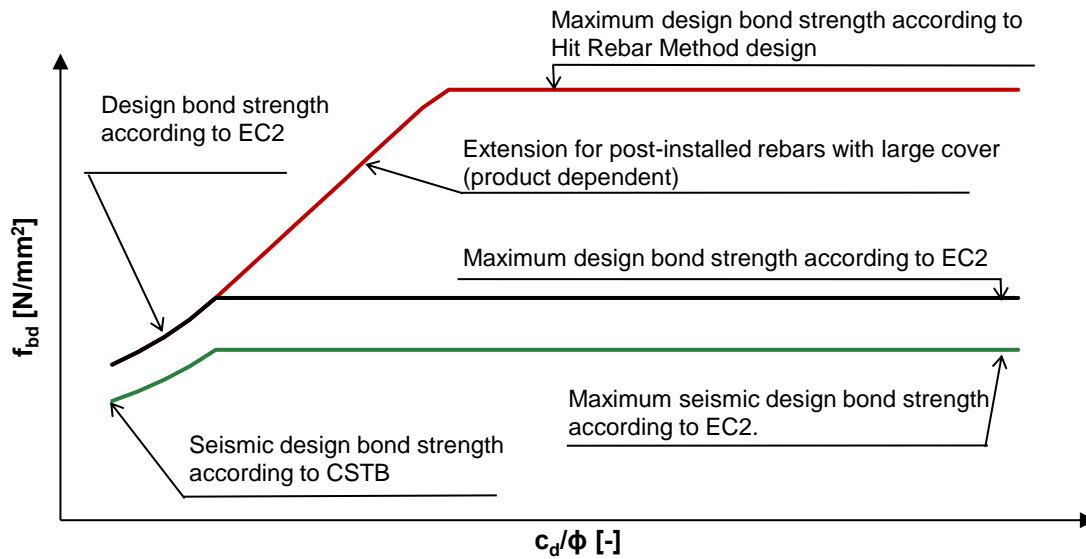 Maximum design bond strength according to
Hit Rebar Method design
Design bond strength
according to EC2
Extension for post-installed rebars with large cover
(product dependent)
Maximum design bond strength according to EC2
f_bd [N/mm²]
Maximum seismic design bond strength
according to EC2.
Seismic design bond strength
according to CSTB
c_d/ϕ [-]